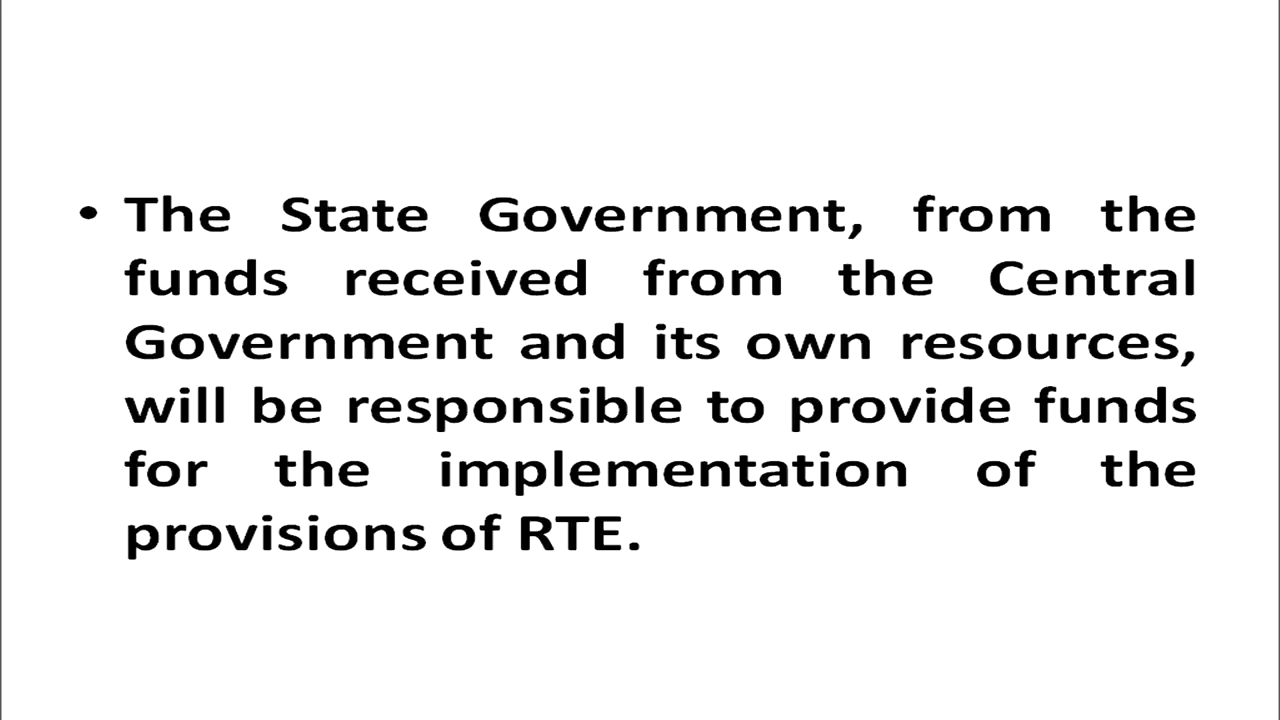 • The State Government, from the
funds received from the Central
Government and its own resources,
will be responsible to provide funds
for the implementation of the
provisions of RTE.